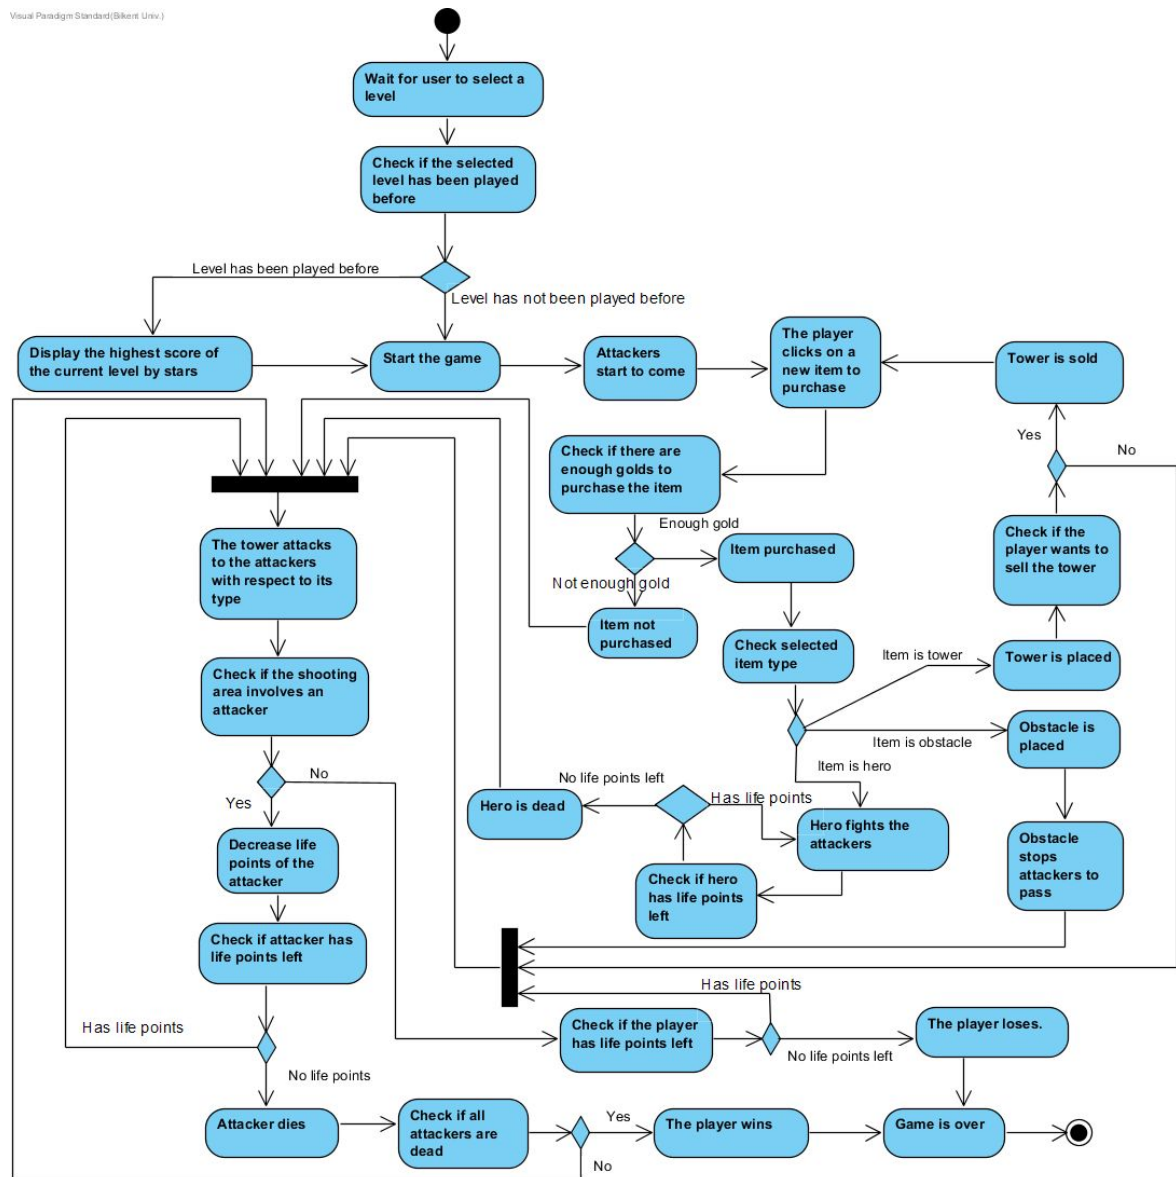 Visual Paradigm Standard(Bilkent Univ.)
Wait for user to select a
level
Check if the selected
level has been played
before
Level has been played before
Level has not been played before
Display the highest score of
the current level by stars
Start the game
Attackers
start to come
The player
clicks on a
new item to
purchase
Tower is sold
Yes
No
Check if there are
enough golds to
purchase the item
Enough gold
Not enough gold
Item purchased
Item not
purchased
Check if the
player wants to
sell the tower
The tower attacks
to the attackers
with respect to its
type
Check selected
item type
Item is tower
Tower is placed
Check if the shooting
area involves an
attacker
Item is obstacle
Obstacle is
placed
Item is hero
No
Yes
No life points left
Has life points
Hero is dead
Hero fights the
attackers
Obstacle
stops
attackers to
pass
Decrease life
points of the
attacker
Check if hero
has life points
left
Check if attacker has
life points left
Has life points
Has life points
Check if the player
has life points left
No life points left
The player loses.
No life points
Attacker dies
Check if all
attackers are
dead
Yes
No
The player wins
Game is over